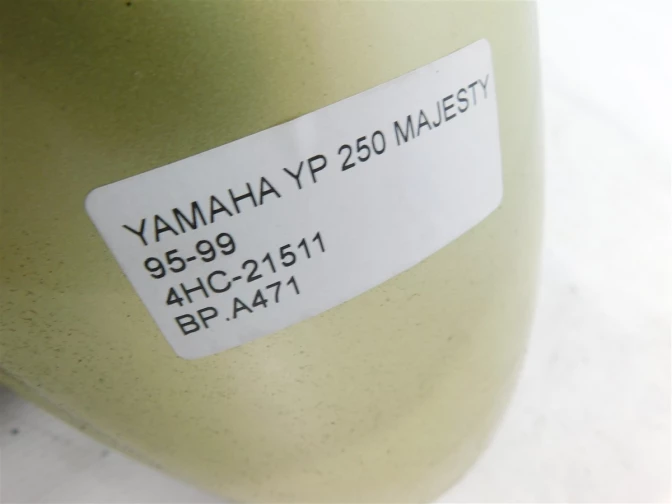 YAMAHA YP 250 MAJESTY
95-99
4HC-21511
BP.A471